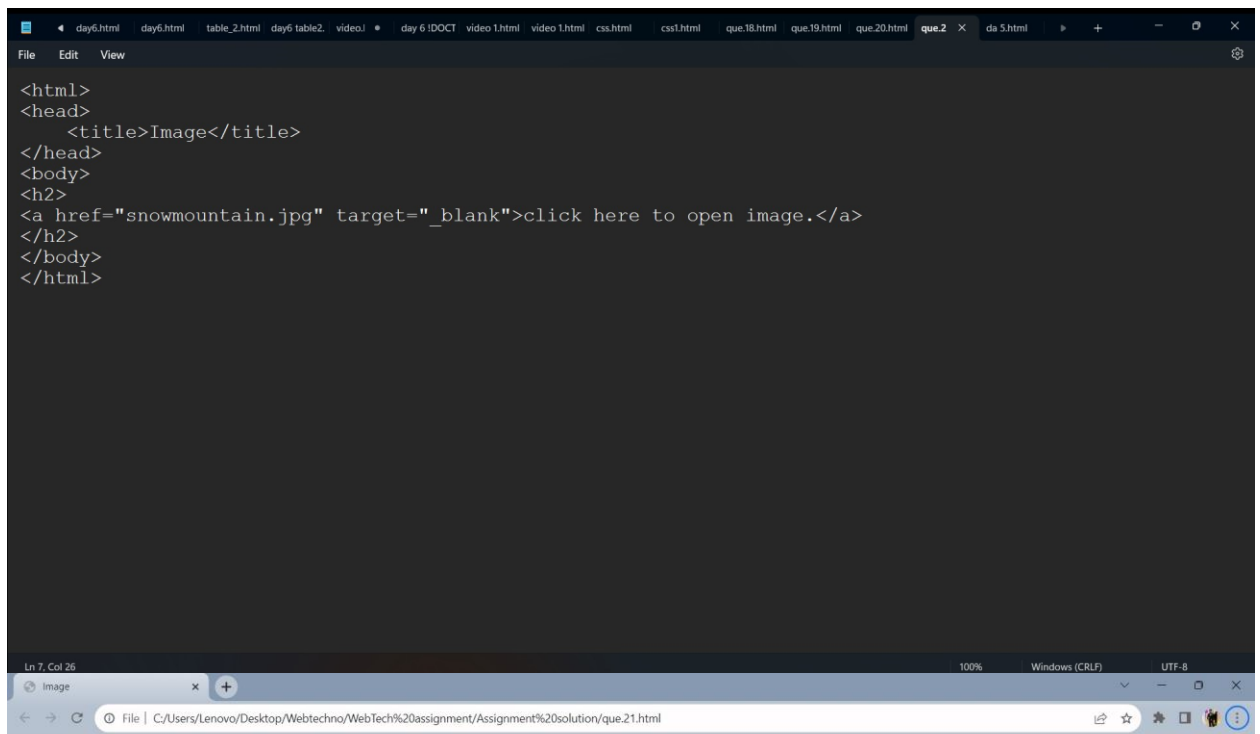 day6.html day6.html table_2.html day6 table2. video.l day 6 !DOCT video 1.html video 1.html css.html css1.html que.18.html que.19.html que.20.html que.2 da 5.html
File Edit View
<html>
<head>
<title>Image</title>
</head>
<body>
<h2>
<a href="snowmountain.jpg" target="_blank">click here to open image.</a>
</h2>
</body>
</html>
Ln 7, Col 26 100% Windows (CRLF) UTF-8
Image
File | C:/Users/Lenovo/Desktop/Webtechno/WebTech%20assignment/Assignment%20solution/que.21.html